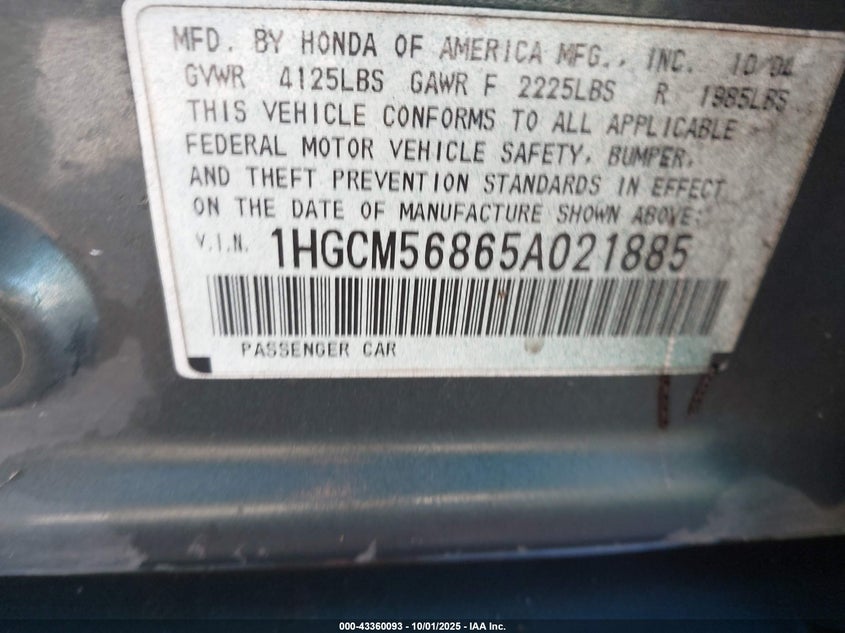 MFD. BY HONDA OF AMERICA MFG., INC. 10/04
GVWR 4125LBS GAWR F 2225LBS R 1985LBS
THIS VEHICLE CONFORMS TO ALL APPLICABLE
FEDERAL MOTOR VEHICLE SAFETY, BUMPER,
AND THEFT PREVENTION STANDARDS IN EFFECT
ON THE DATE OF MANUFACTURE SHOWN ABOVE:
V.I.N. 1HGCM56865A021885
PASSENGER CAR
000-43360093 - 10/01/2025 - IAA Inc.